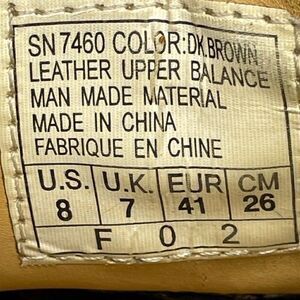 SN7460 COLOR:DK.BROWN
LEATHER UPPER BALANCE
MAN MADE MATERIAL
MADE IN CHINA
FABRIQUE EN CHINE
U.S. U.K. EUR CM
8 7 41 26
F 0 2